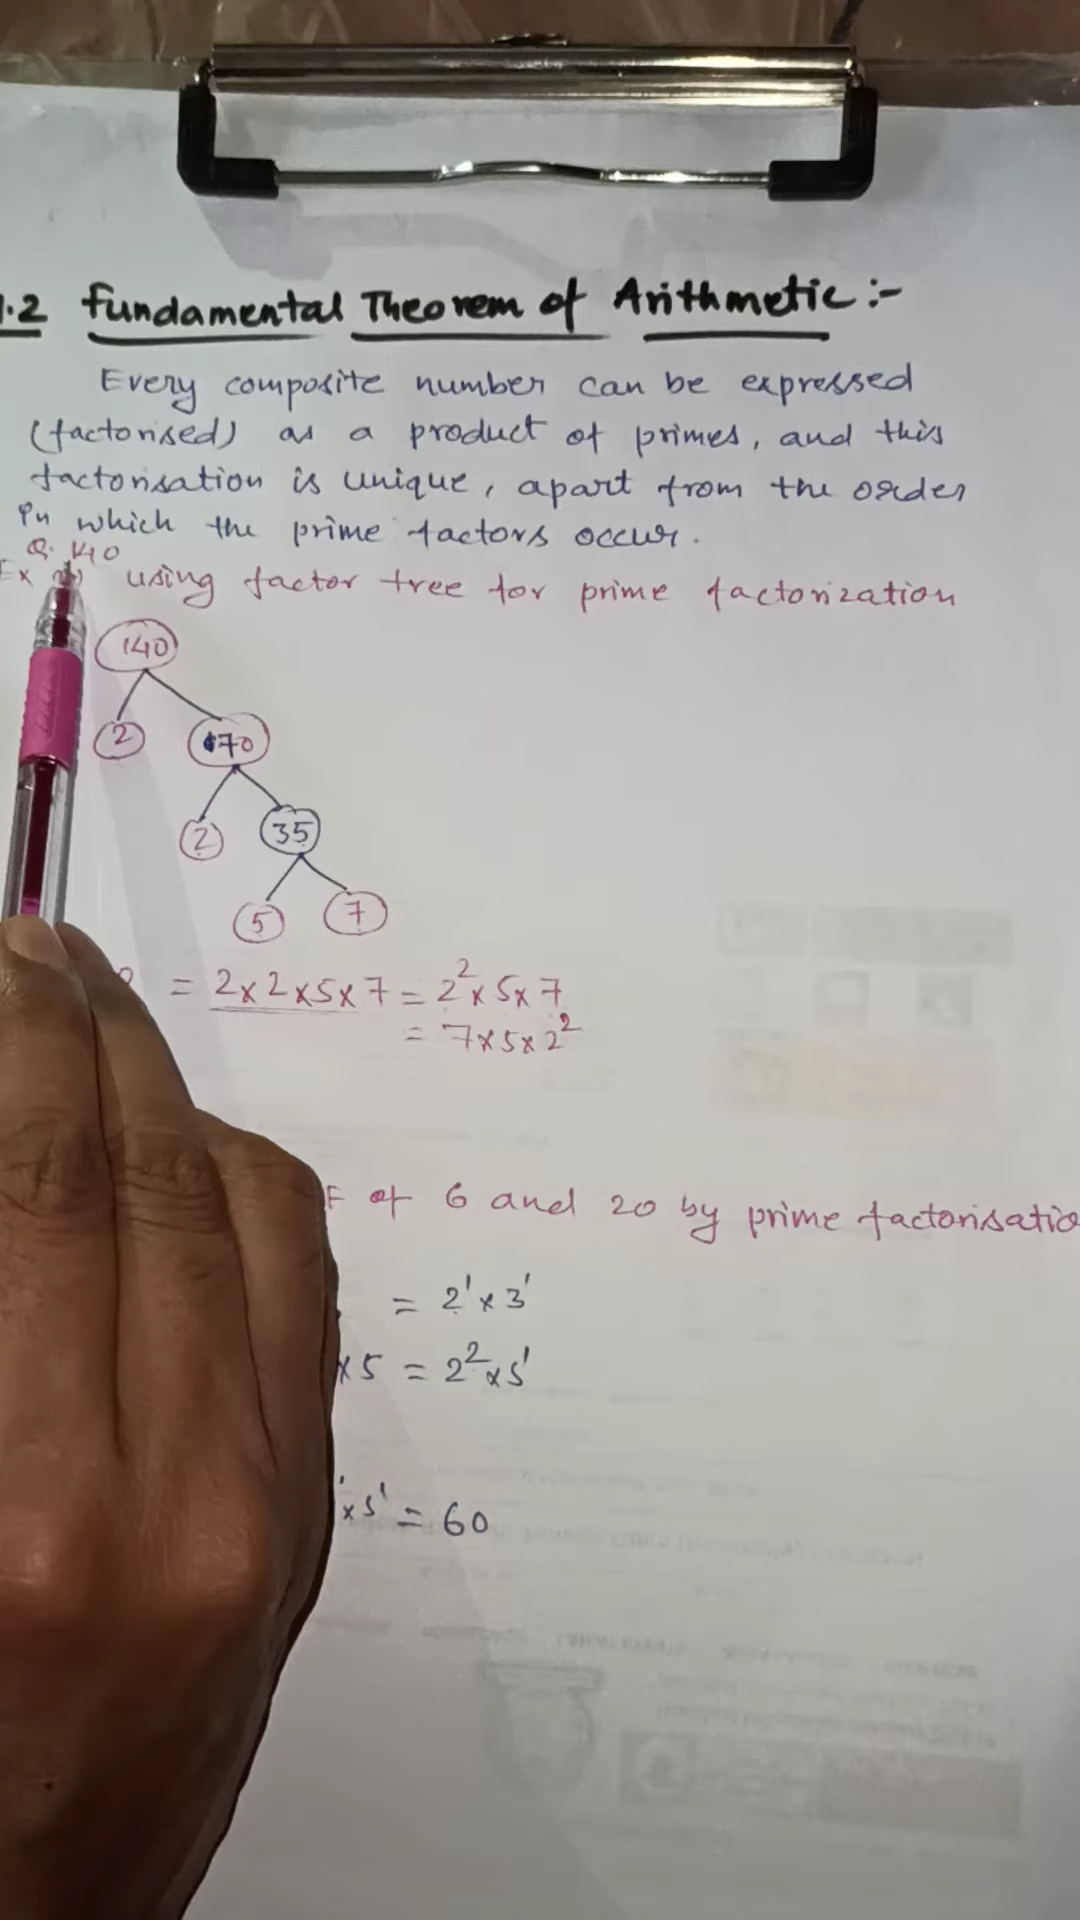 1.2 Fundamental Theorem of Arithmetic :-
Every composite number can be expressed
(factorised) as a product of primes, and this
factorisation is unique, apart from the order
in which the prime factors occur.
Q. 140
Ex using factor tree for prime factorization
140
2 70
2 35
5 7
= 2×2×5×7 = 2²×5×7
= 7×5×2²
of 6 and 20 by prime factorisatio
= 2¹×3¹
×5 = 2²×5¹
×5¹ = 60